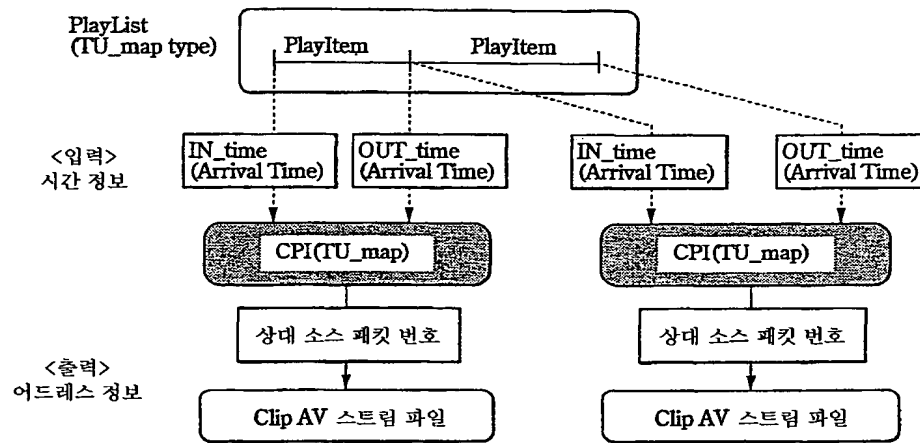 PlayList
(TU_map type)
PlayItem
PlayItem
<입력>
시간 정보
IN_time
(Arrival Time)
OUT_time
(Arrival Time)
IN_time
(Arrival Time)
OUT_time
(Arrival Time)
CPI(TU_map)
CPI(TU_map)
상대 소스 패킷 번호
상대 소스 패킷 번호
<출력>
어드레스 정보
Clip AV 스트림 파일
Clip AV 스트림 파일